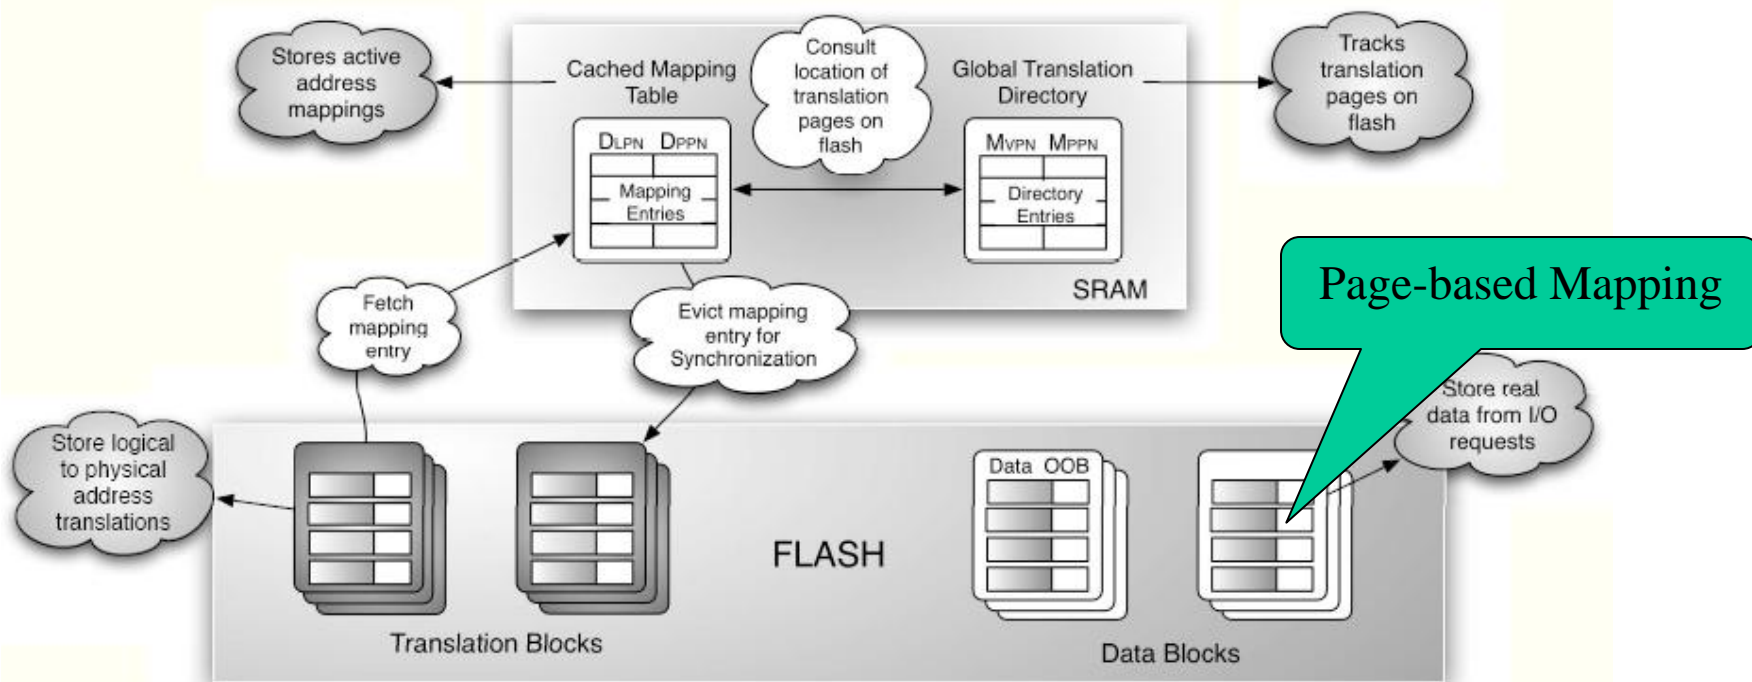 Stores active
address
mappings
Cached Mapping
Table
Consult
location of
translation
pages on
flash
Global Translation
Directory
Tracks
translation
pages on
flash
DLPN DPPN
Mapping
Entries
MVPN MPPN
Directory
Entries
SRAM
Page-based Mapping
Fetch
mapping
entry
Evict mapping
entry for
Synchronization
Store logical
to physical
address
translations
Store real
data from I/O
requests
Data OOB
FLASH
Translation Blocks
Data Blocks